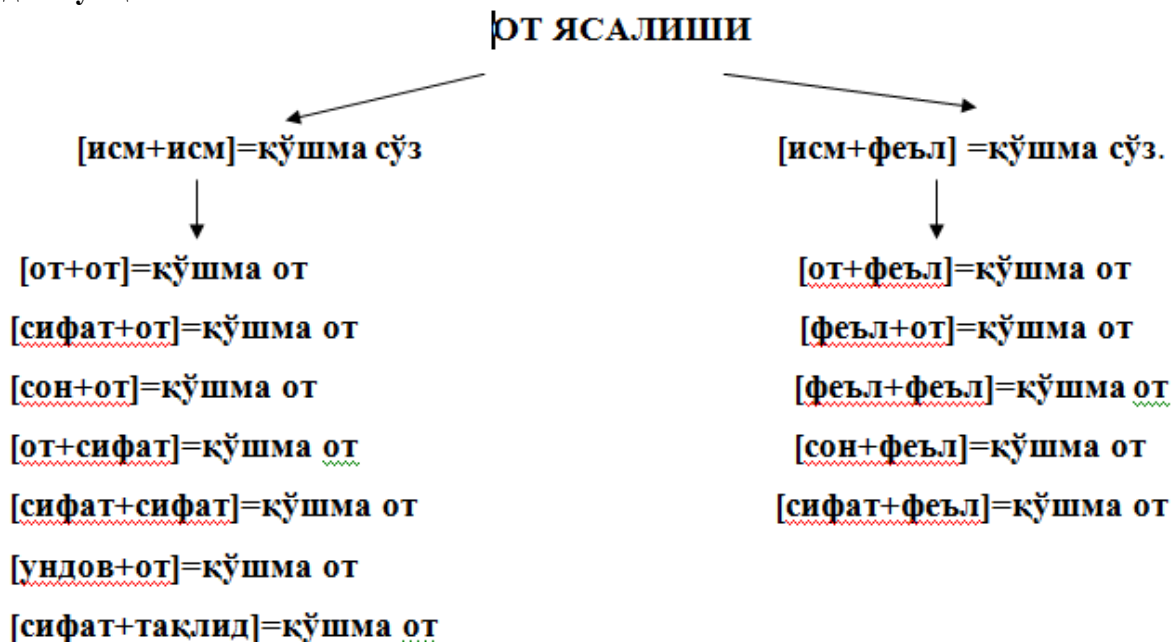 ОТ ЯСАЛИШИ
[исм+исм]=қўшма сўз
[исм+феъл] =қўшма сўз.
[от+от]=қўшма от
[сифат+от]=қўшма от
[сон+от]=қўшма от
[от+сифат]=қўшма от
[сифат+сифат]=қўшма от
[ундов+от]=қўшма от
[сифат+тақлид]=қўшма от
[от+феъл]=қўшма от
[феъл+от]=қўшма от
[феъл+феъл]=қўшма от
[сон+феъл]=қўшма от
[сифат+феъл]=қўшма от